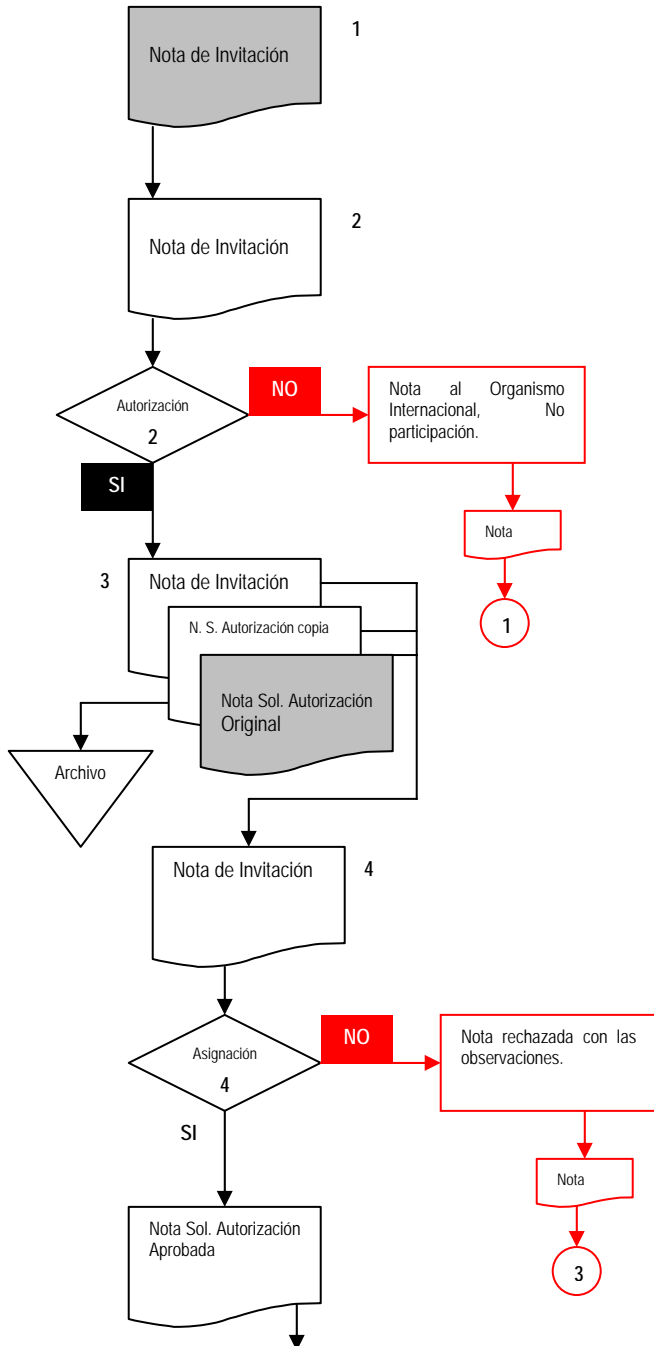 1
Nota de Invitación
2
Nota de Invitación
NO
Nota al Organismo
Internacional, No
participación.
Autorización
2
SI
Nota
1
3
Nota de Invitación
N. S. Autorización copia
Nota Sol. Autorización
Original
Archivo
Nota de Invitación
4
NO
Nota rechazada con las
observaciones.
Asignación
4
SI
Nota
3
Nota Sol. Autorización
Aprobada